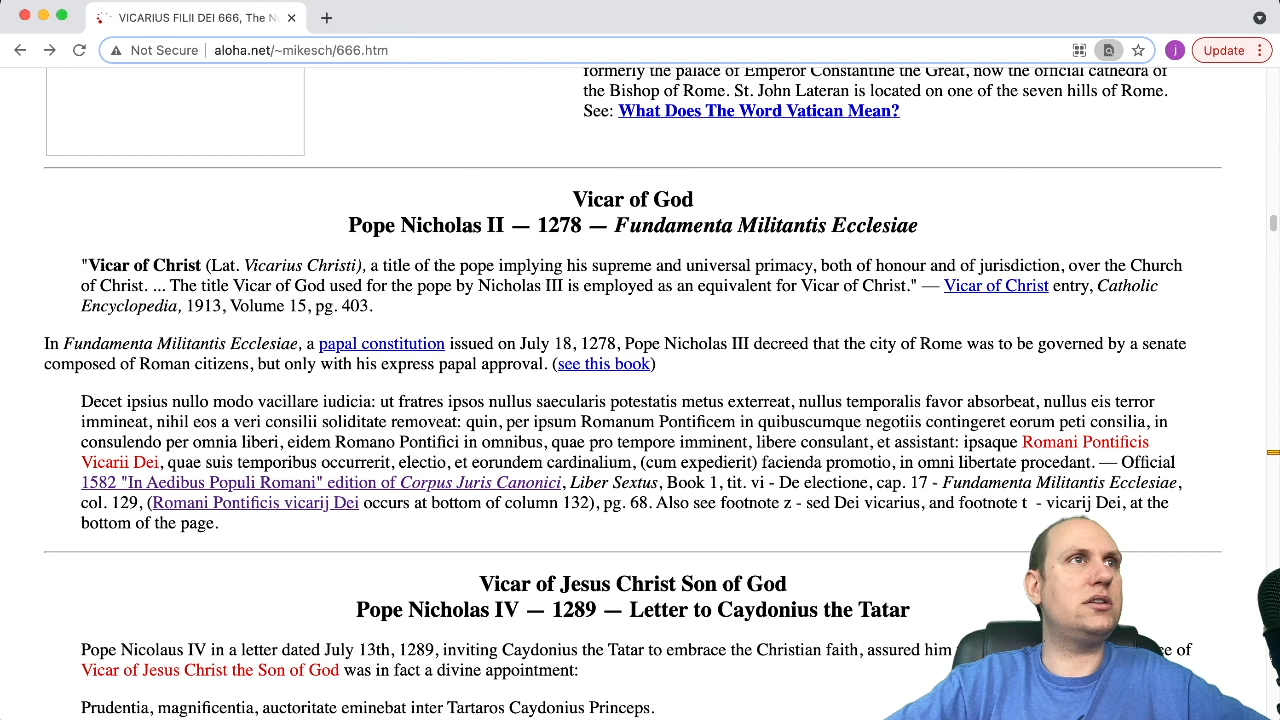 VICARIUS FILII DEI 666, The N
Not Secure
aloha.net/~mikesch/666.htm
j
Update
formerly the palace of Emperor Constantine the Great, now the official cathedra of
the Bishop of Rome. St. John Lateran is located on one of the seven hills of Rome.
See: What Does The Word Vatican Mean?
Vicar of God
Pope Nicholas II — 1278 — Fundamenta Militantis Ecclesiae
"Vicar of Christ (Lat. Vicarius Christi), a title of the pope implying his supreme and universal primacy, both of honour and of jurisdiction, over the Church
of Christ. ... The title Vicar of God used for the pope by Nicholas III is employed as an equivalent for Vicar of Christ." — Vicar of Christ entry, Catholic
Encyclopedia, 1913, Volume 15, pg. 403.
In Fundamenta Militantis Ecclesiae, a papal constitution issued on July 18, 1278, Pope Nicholas III decreed that the city of Rome was to be governed by a senate
composed of Roman citizens, but only with his express papal approval. (see this book)
Decet ipsius nullo modo vacillare iudicia: ut fratres ipsos nullus saecularis potestatis metus exterreat, nullus temporalis favor absorbeat, nullus eis terror
immineat, nihil eos a veri consilii soliditate removeat: quin, per ipsum Romanum Pontificem in quibuscumque negotiis contingeret eorum peti consilia, in
consulendo per omnia liberi, eidem Romano Pontifici in omnibus, quae pro tempore imminent, libere consulant, et assistant: ipsaque Romani Pontificis
Vicarii Dei, quae suis temporibus occurrerit, electio, et eorundem cardinalium, (cum expedierit) facienda promotio, in omni libertate procedant. — Official
1582 "In Aedibus Populi Romani" edition of Corpus Juris Canonici, Liber Sextus, Book 1, tit. vi - De electione, cap. 17 - Fundamenta Militantis Ecclesiae,
col. 129, (Romani Pontificis vicarij Dei occurs at bottom of column 132), pg. 68. Also see footnote z - sed Dei vicarius, and footnote t - vicarij Dei, at the
bottom of the page.
Vicar of Jesus Christ Son of God
Pope Nicholas IV — 1289 — Letter to Caydonius the Tatar
Pope Nicolaus IV in a letter dated July 13th, 1289, inviting Caydonius the Tatar to embrace the Christian faith, assured him of
Vicar of Jesus Christ the Son of God was in fact a divine appointment:
Prudentia, magnificentia, auctoritate eminebat inter Tartaros Caydonius Princeps.